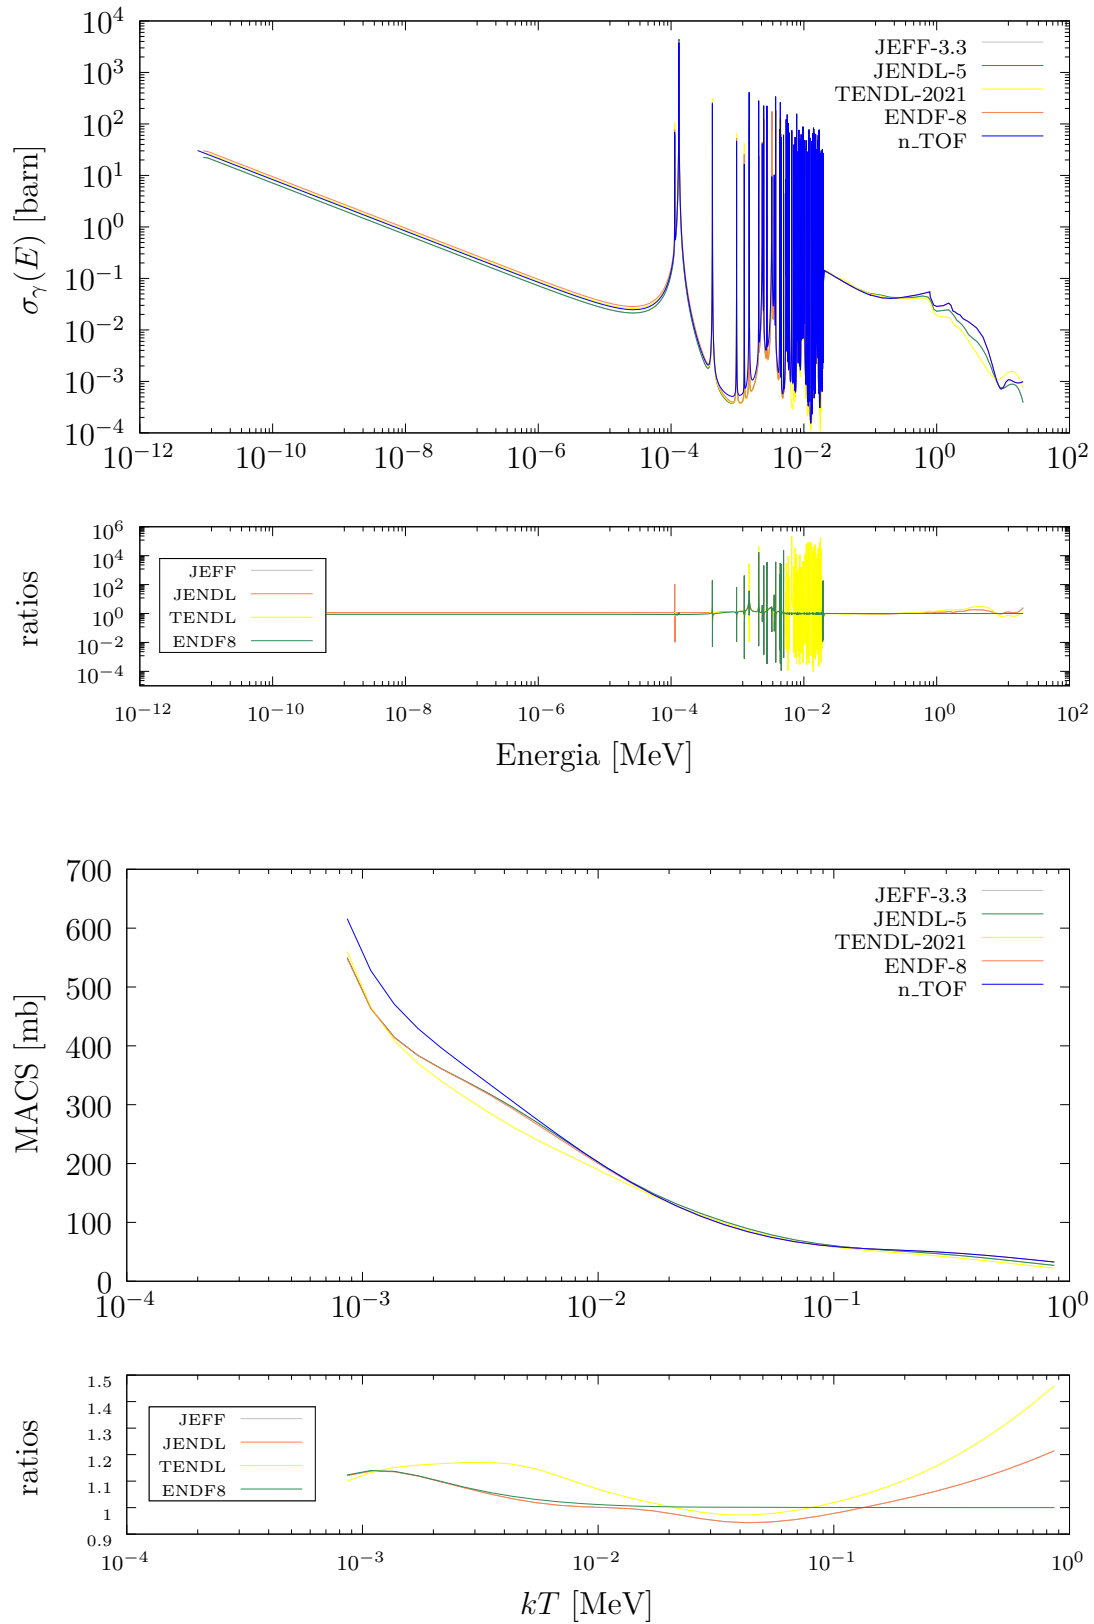 10^4
10^3
10^2
10^1
10^0
10^-1
10^-2
10^-3
10^-4
σ_γ(E) [barn]
JEFF-3.3
JENDL-5
TENDL-2021
ENDF-8
n_TOF
10^-12 10^-10 10^-8 10^-6 10^-4 10^-2 10^0 10^2
10^6
10^4
10^2
10^0
10^-2
10^-4
ratios
JEFF
JENDL
TENDL
ENDF8
10^-12 10^-10 10^-8 10^-6 10^-4 10^-2 10^0 10^2
Energia [MeV]
700
600
500
400
300
200
100
0
MACS [mb]
JEFF-3.3
JENDL-5
TENDL-2021
ENDF-8
n_TOF
10^-4 10^-3 10^-2 10^-1 10^0
1.5
1.4
1.3
1.2
1.1
1
0.9
ratios
JEFF
JENDL
TENDL
ENDF8
10^-4 10^-3 10^-2 10^-1 10^0
kT [MeV]